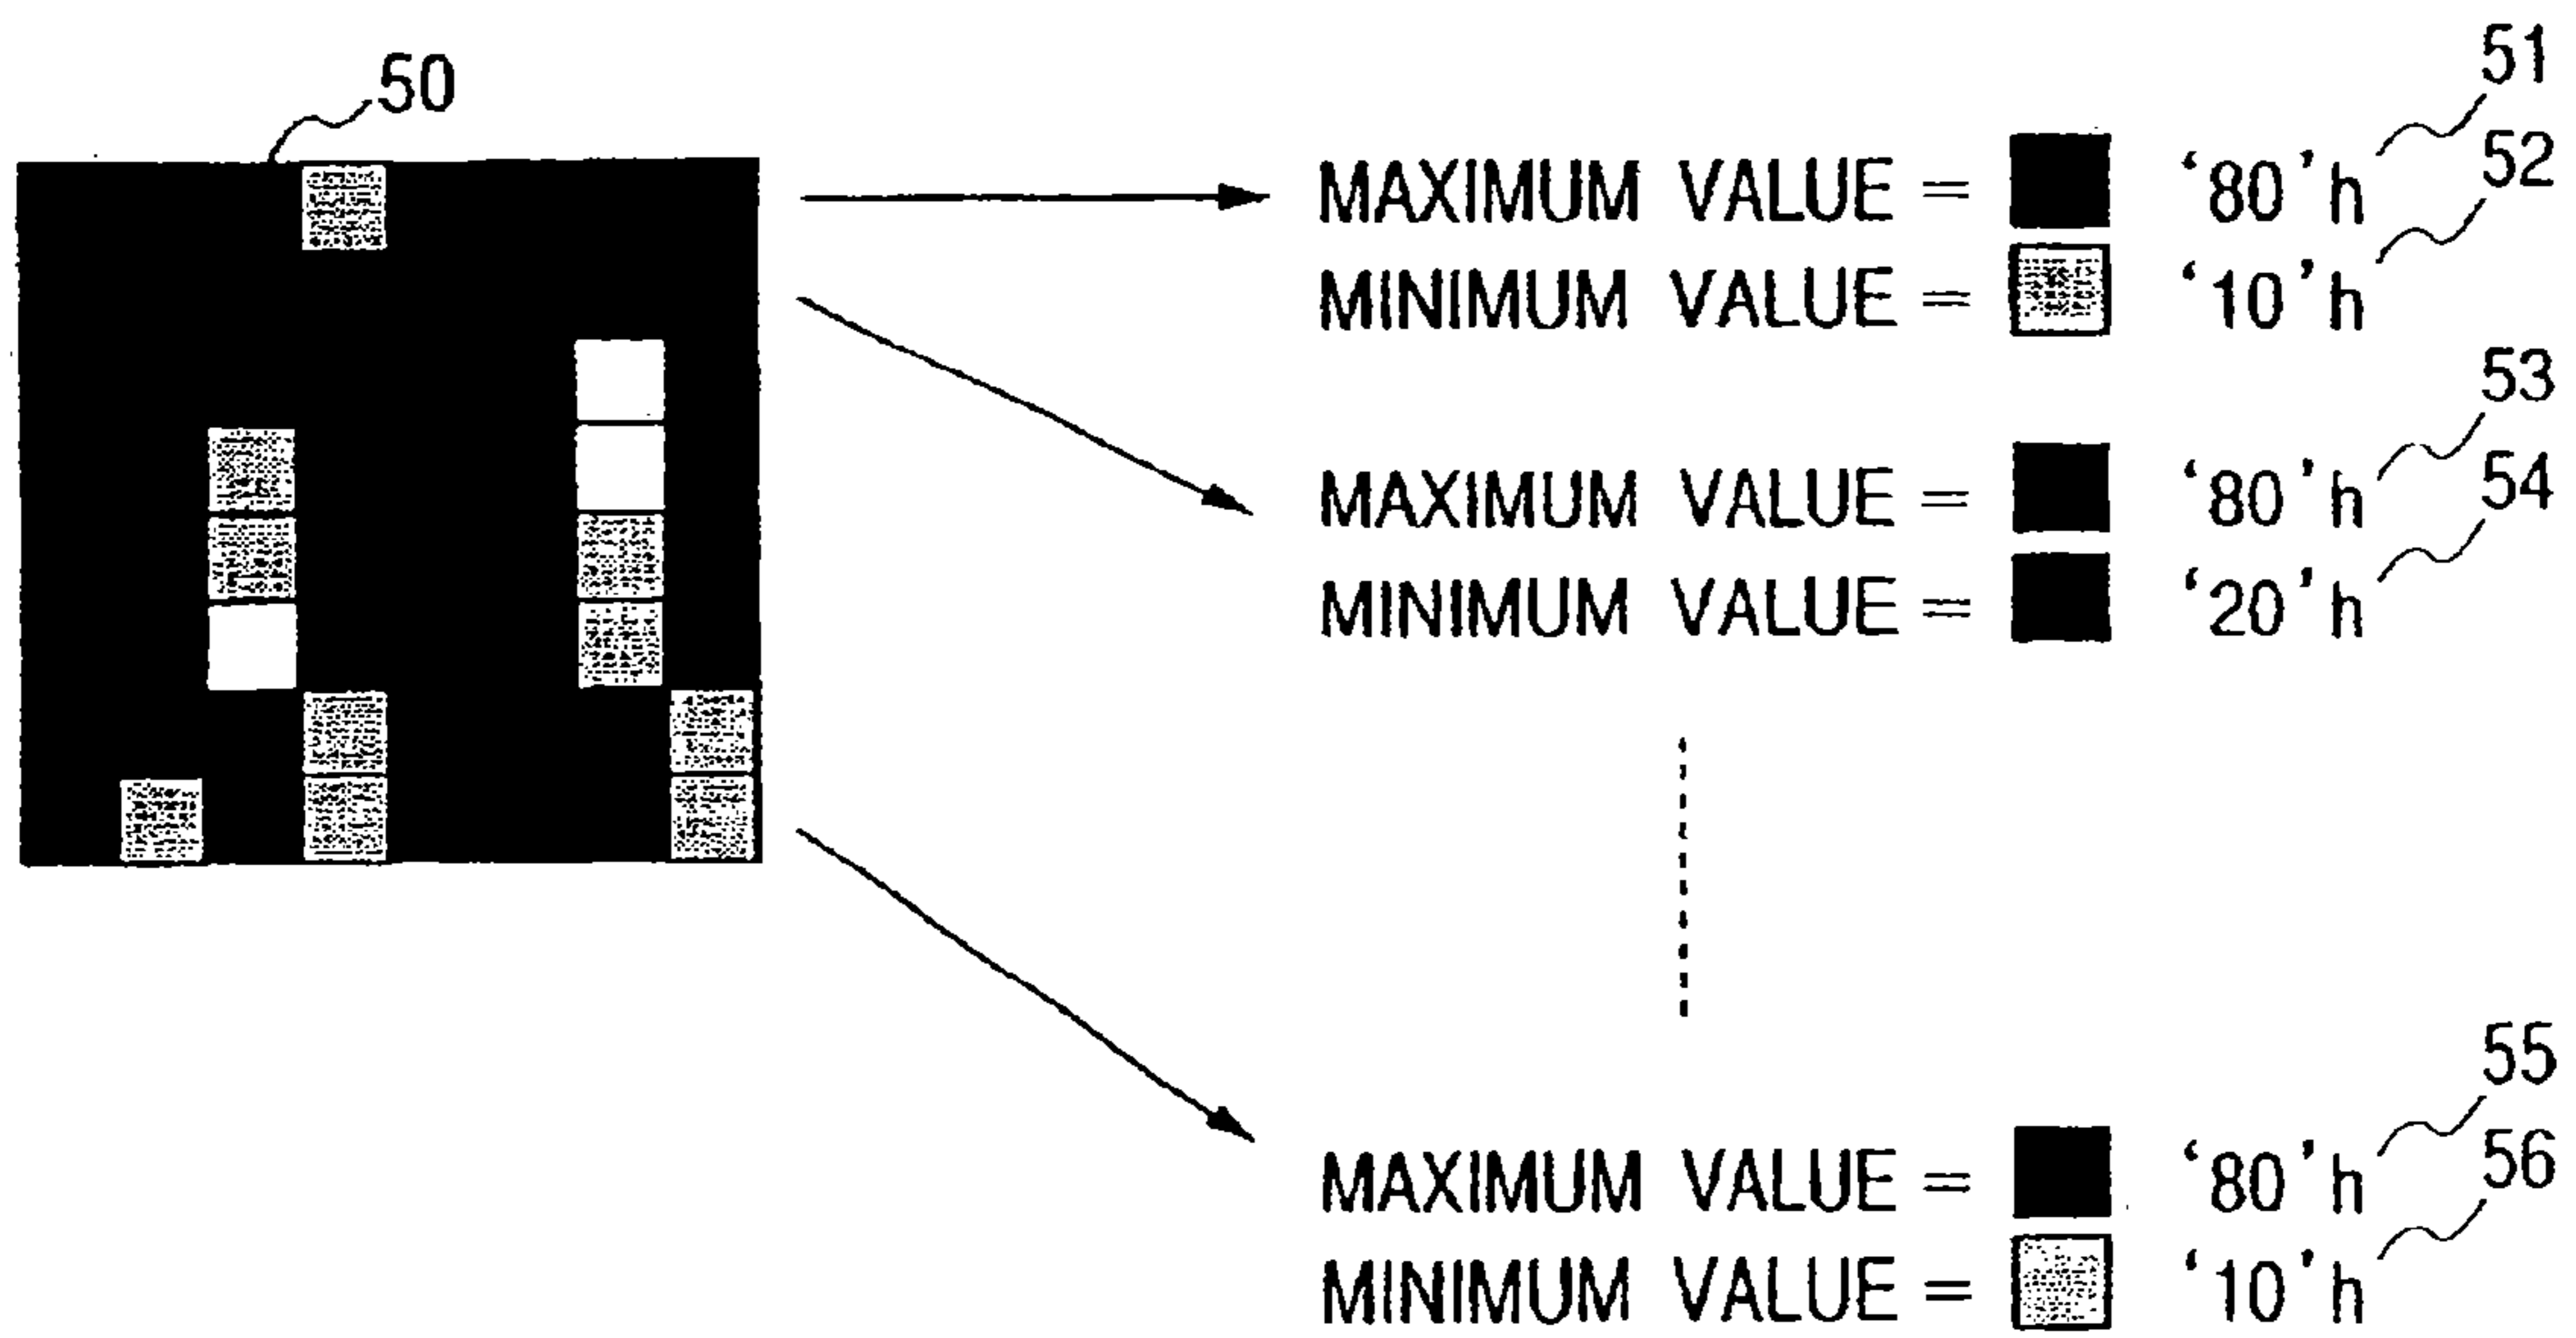 50
51
MAXIMUM VALUE = ‘80’h
52
MINIMUM VALUE = ‘10’h
53
MAXIMUM VALUE = ‘80’h
54
MINIMUM VALUE = ‘20’h
55
MAXIMUM VALUE = ‘80’h
56
MINIMUM VALUE = ‘10’h